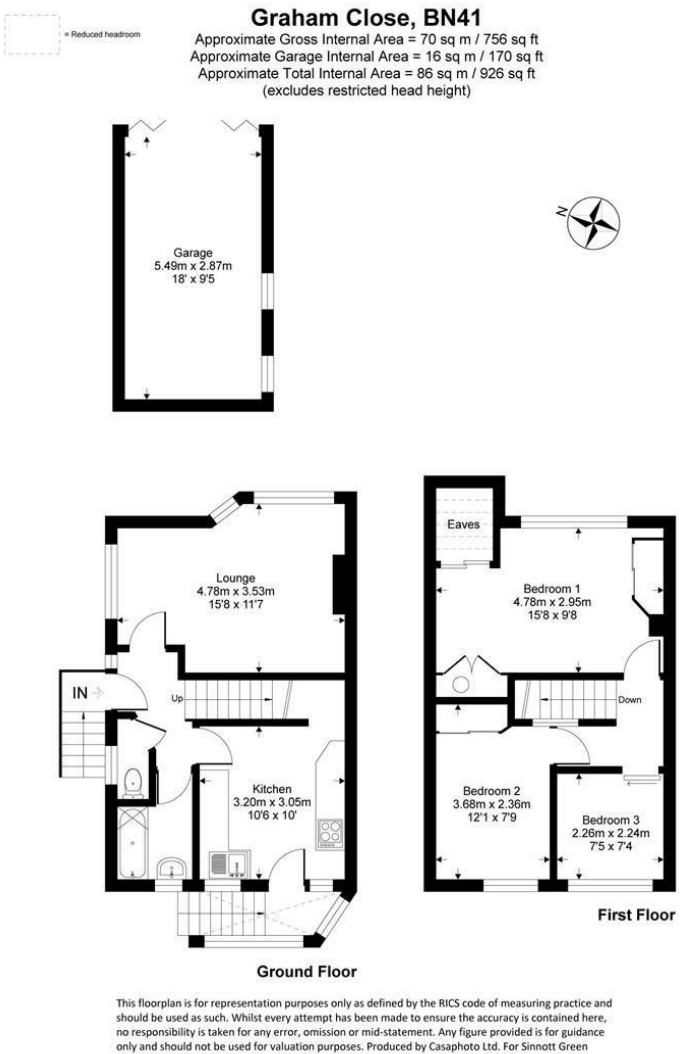 Graham Close, BN41
= Reduced headroom
Approximate Gross Internal Area = 70 sq m / 756 sq ft
Approximate Garage Internal Area = 16 sq m / 170 sq ft
Approximate Total Internal Area = 86 sq m / 926 sq ft
(excludes restricted head height)
N
Garage
5.49m x 2.87m
18' x 9'5
Lounge
4.78m x 3.53m
15'8 x 11'7
IN
Up
Kitchen
3.20m x 3.05m
10'6 x 10'
Ground Floor
Eaves
Bedroom 1
4.78m x 2.95m
15'8 x 9'8
Down
Bedroom 2
3.68m x 2.36m
12'1 x 7'9
Bedroom 3
2.26m x 2.24m
7'5 x 7'4
First Floor
This floorplan is for representation purposes only as defined by the RICS code of measuring practice and
should be used as such. Whilst every attempt has been made to ensure the accuracy is contained here,
no responsibility is taken for any error, omission or mid-statement. Any figure provided is for guidance
only and should not be used for valuation purposes. Produced by Casaphoto Ltd. For Sinnott Green